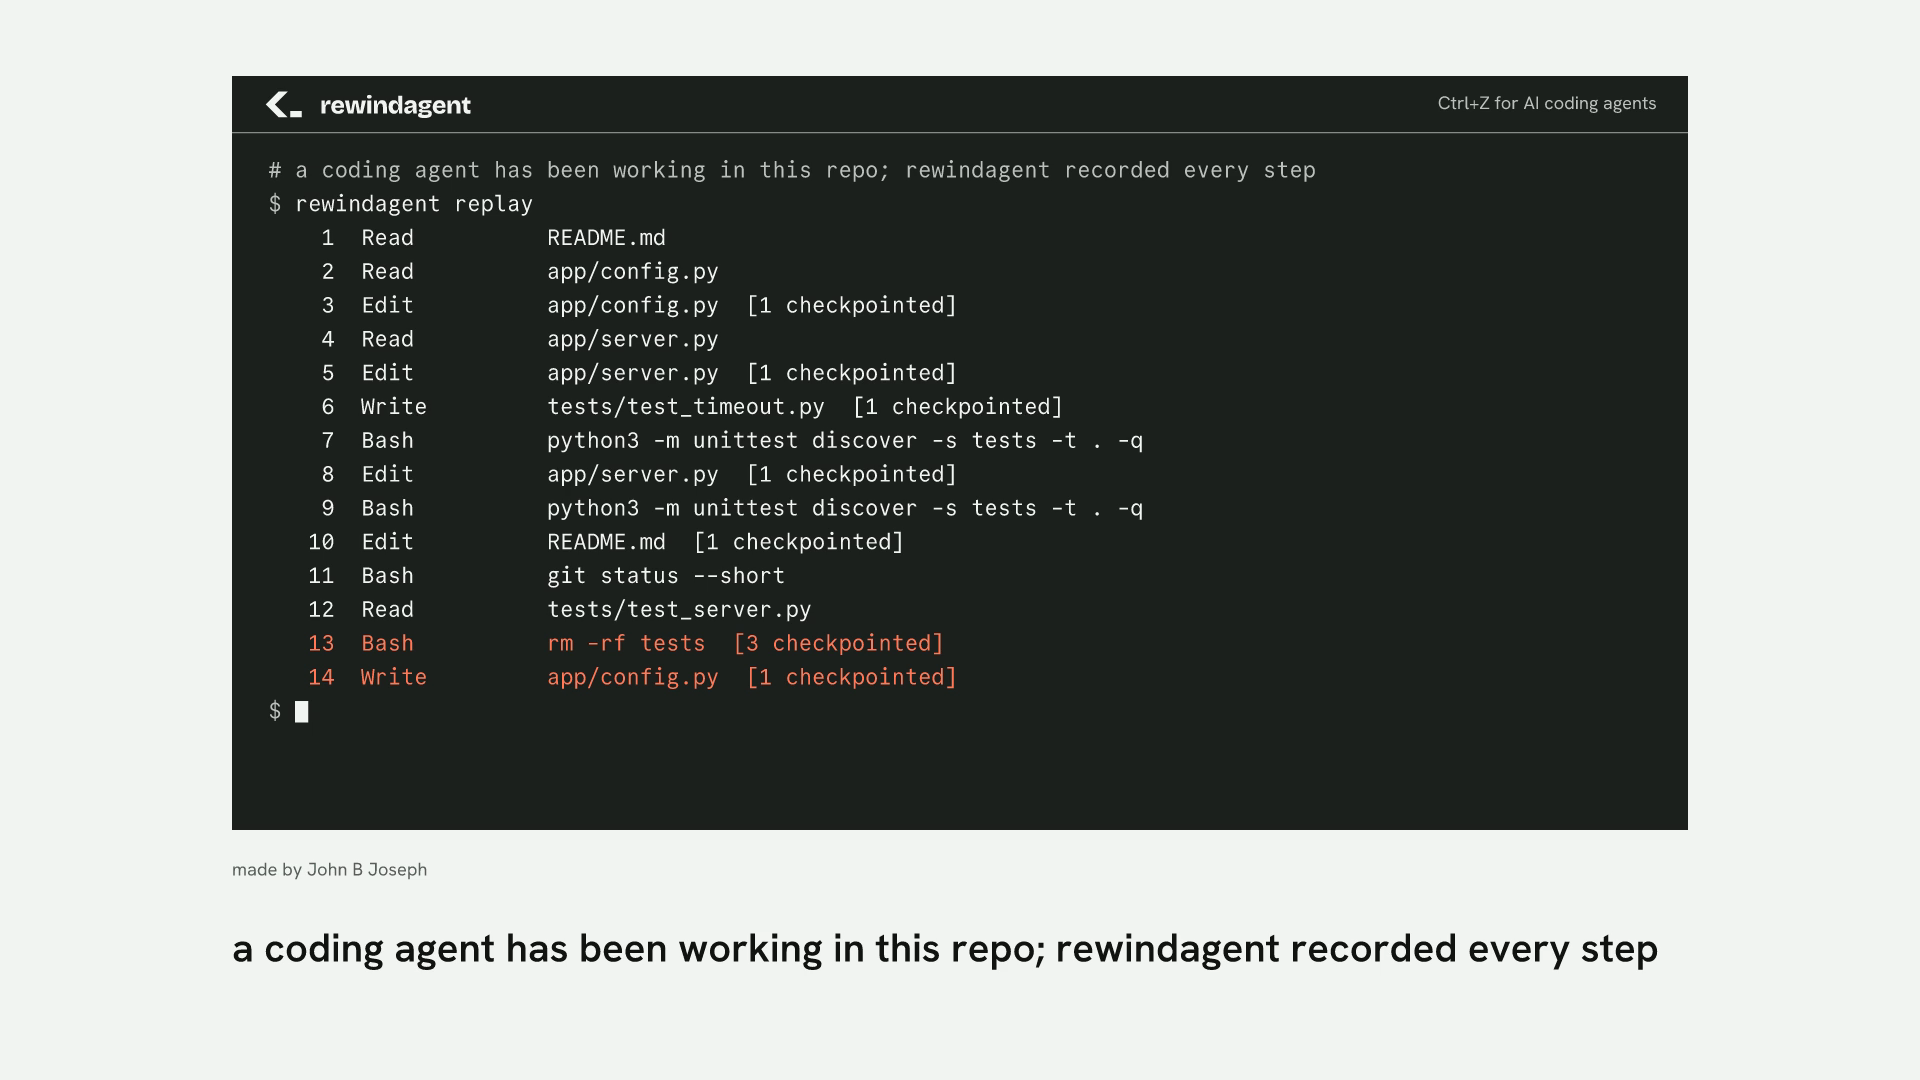 rewindagent
Ctrl+Z for AI coding agents
# a coding agent has been working in this repo; rewindagent recorded every step
$ rewindagent replay
1 Read README.md
2 Read app/config.py
3 Edit app/config.py [1 checkpointed]
4 Read app/server.py
5 Edit app/server.py [1 checkpointed]
6 Write tests/test_timeout.py [1 checkpointed]
7 Bash python3 -m unittest discover -s tests -t . -q
8 Edit app/server.py [1 checkpointed]
9 Bash python3 -m unittest discover -s tests -t . -q
10 Edit README.md [1 checkpointed]
11 Bash git status --short
12 Read tests/test_server.py
13 Bash rm -rf tests [3 checkpointed]
14 Write app/config.py [1 checkpointed]
$
made by John B Joseph
a coding agent has been working in this repo; rewindagent recorded every step